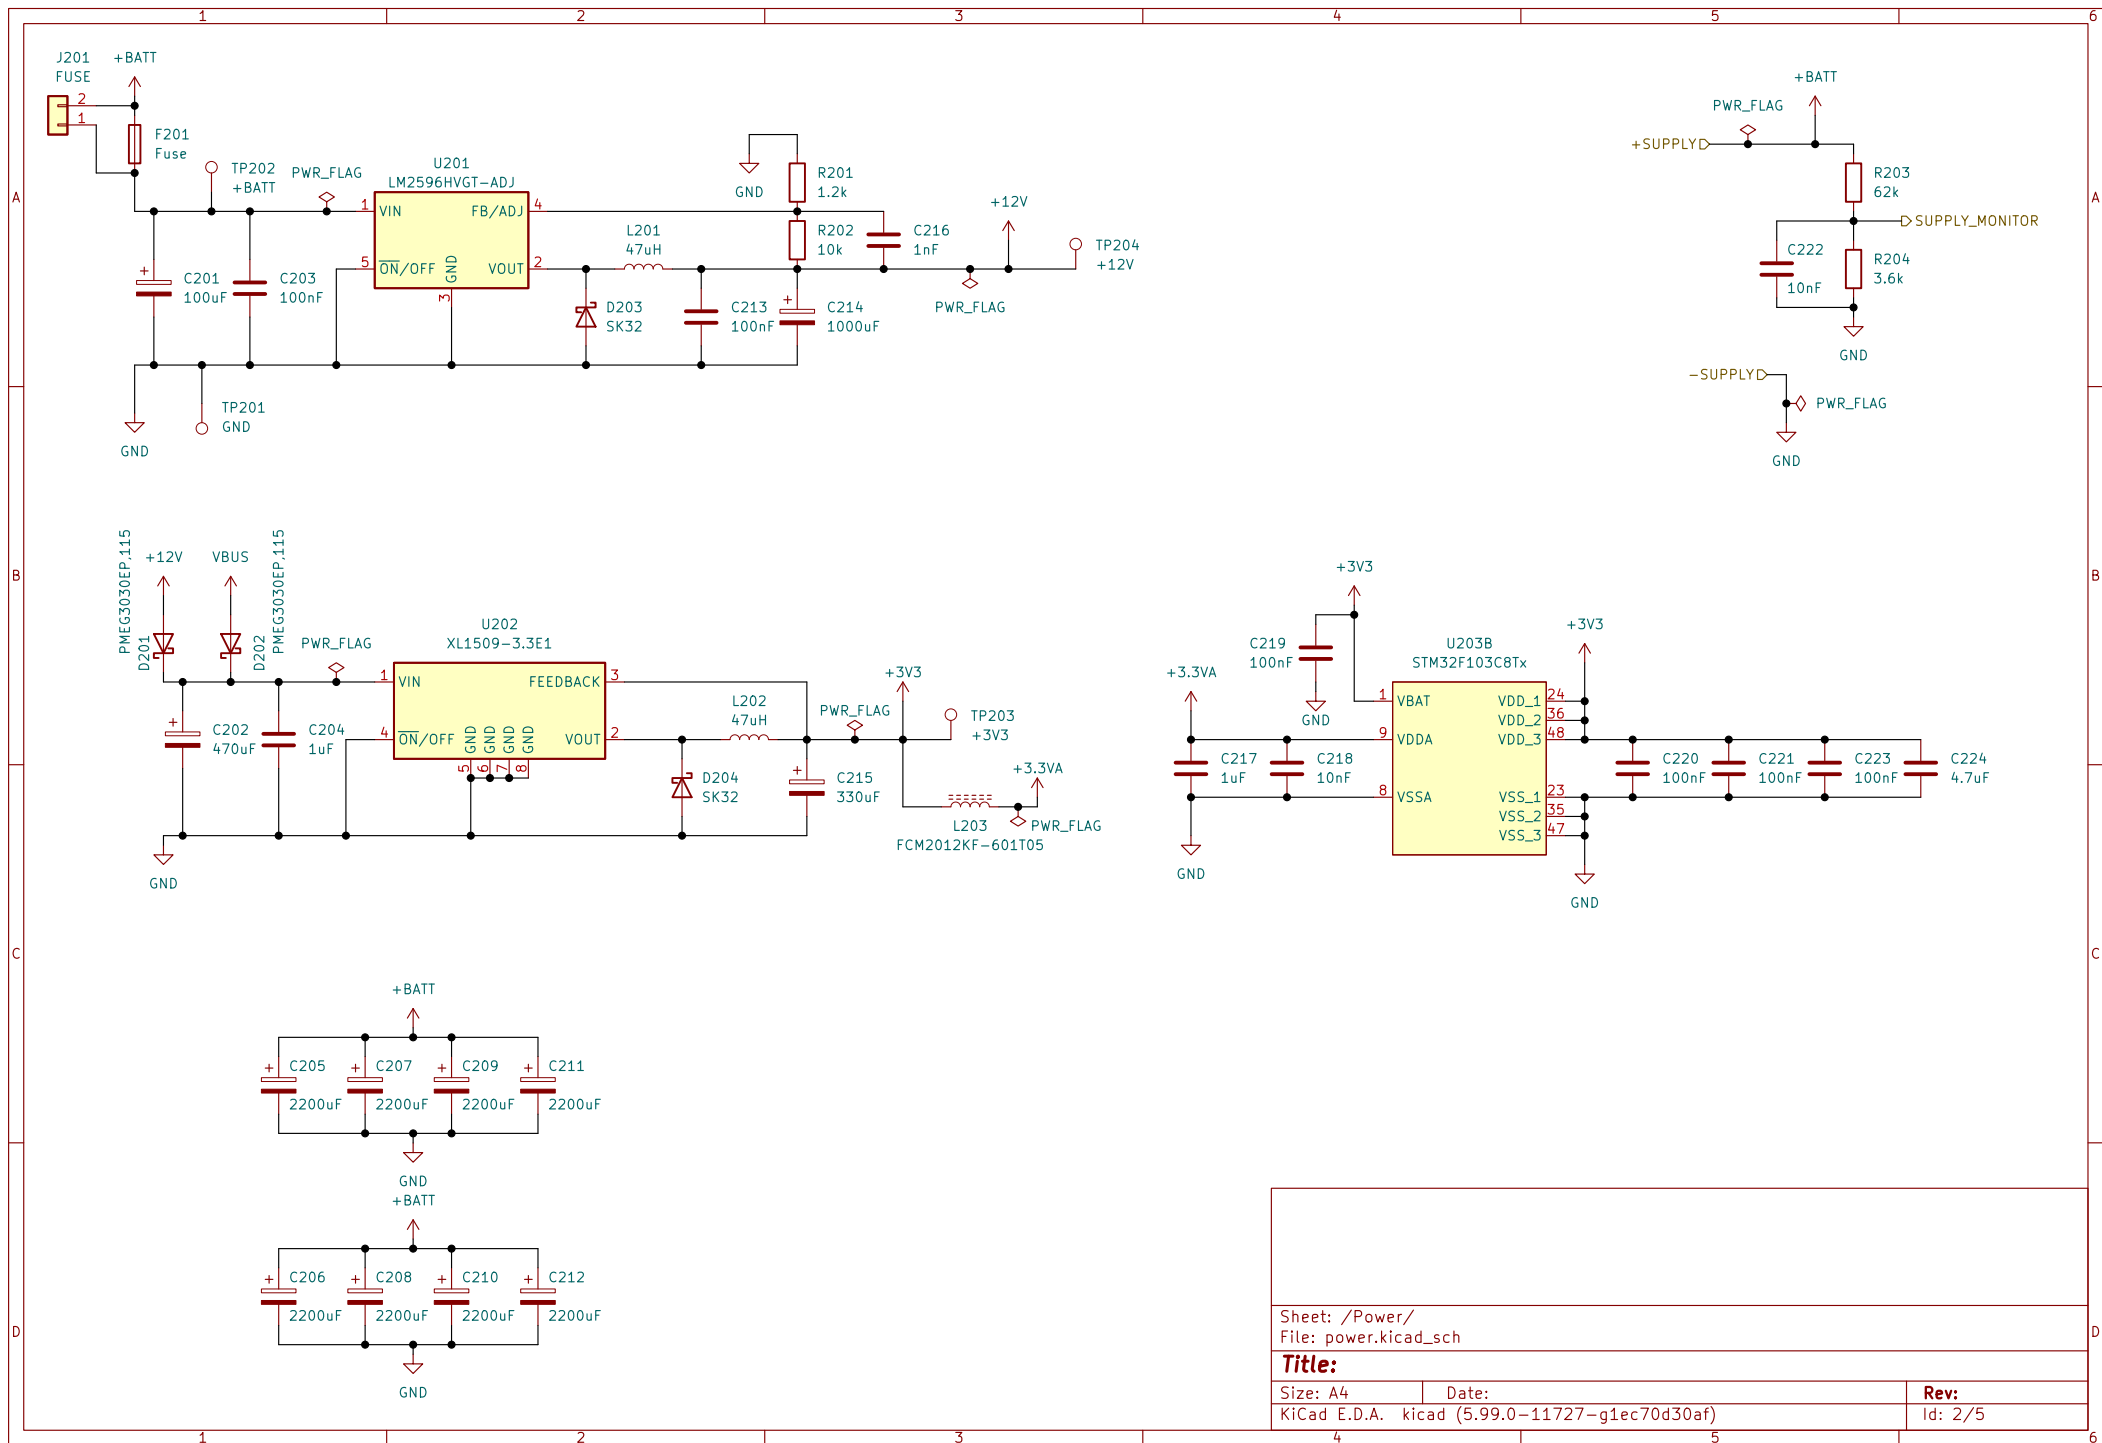 1 2 3 4 5 6
A
B
C
D
J201
FUSE
+BATT
2
1
F201
Fuse
TP202
+BATT
PWR_FLAG
U201
LM2596HVGT-ADJ
1
VIN
FB/ADJ
4
5
ON/OFF
GND
3
VOUT
2
C201
100uF
C203
100nF
TP201
GND
GND
GND
R201
1.2k
R202
10k
L201
47uH
C216
1nF
+12V
TP204
+12V
PWR_FLAG
D203
SK32
C213
100nF
C214
1000uF
+BATT
PWR_FLAG
+SUPPLY
R203
62k
SUPPLY_MONITOR
C222
10nF
R204
3.6k
GND
-SUPPLY
PWR_FLAG
GND
PMEG3030EP,115
D201
+12V
VBUS
PMEG3030EP,115
D202
PWR_FLAG
U202
XL1509-3.3E1
1
VIN
FEEDBACK
3
4
ON/OFF
GND
GND
GND
GND
5
6
7
8
VOUT
2
C202
470uF
C204
1uF
GND
L202
47uH
PWR_FLAG
+3V3
TP203
+3V3
D204
SK32
C215
330uF
+3.3VA
PWR_FLAG
L203
FCM2012KF-601T05
+3V3
C219
100nF
GND
+3.3VA
U203B
STM32F103C8Tx
+3V3
1
VBAT
9
VDDA
8
VSSA
VDD_1
24
VDD_2
36
VDD_3
48
VSS_1
23
VSS_2
35
VSS_3
47
C217
1uF
C218
10nF
GND
C220
100nF
C221
100nF
C223
100nF
C224
4.7uF
GND
+BATT
C205
2200uF
C207
2200uF
C209
2200uF
C211
2200uF
GND
+BATT
C206
2200uF
C208
2200uF
C210
2200uF
C212
2200uF
GND
Sheet: /Power/
File: power.kicad_sch
Title:
Size: A4 Date: Rev:
KiCad E.D.A. kicad (5.99.0-11727-g1ec70d30af) Id: 2/5
A
B
C
D
1 2 3 4 5 6